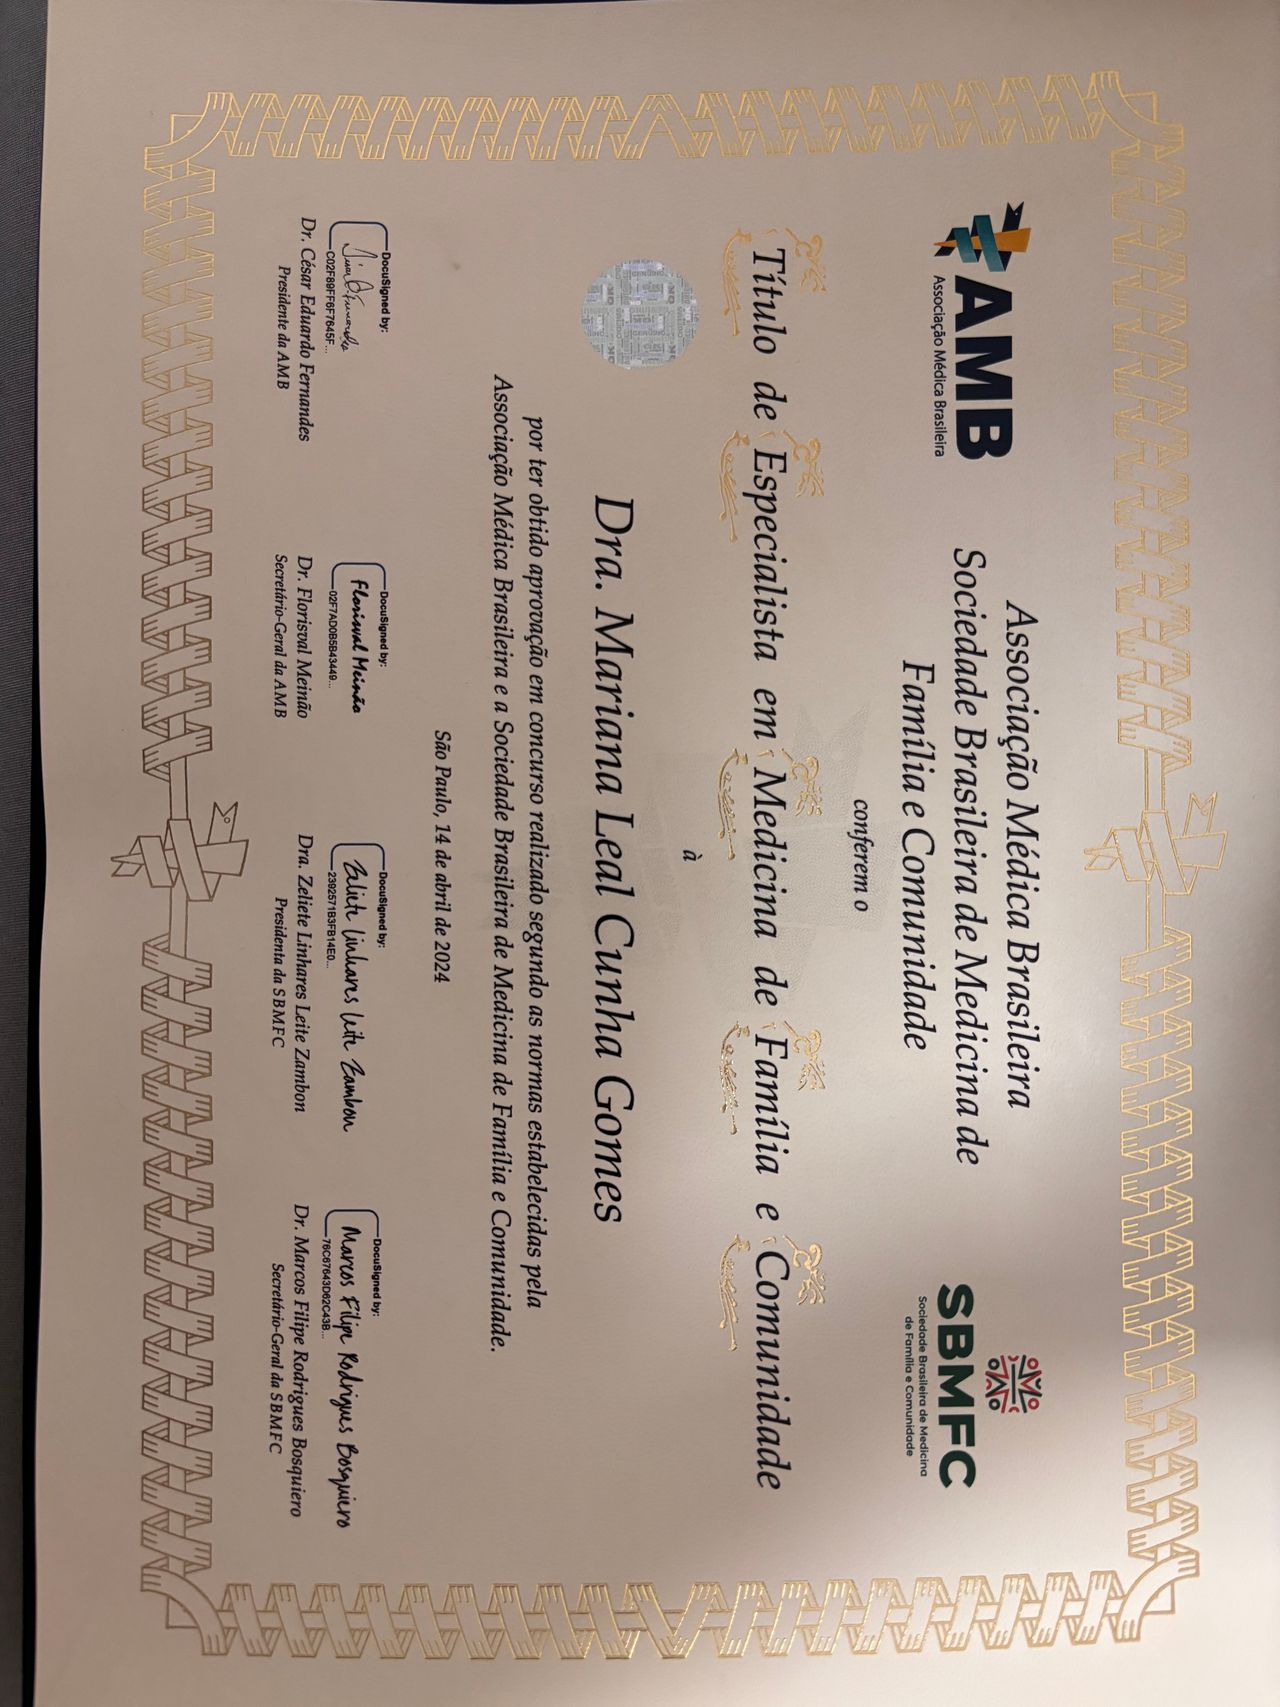 AMB
Associação Médica Brasileira
Associação Médica Brasileira
Sociedade Brasileira de Medicina de
Família e Comunidade
SBMFC
Sociedade Brasileira de Medicina
de Família e Comunidade
conferem o
Título de Especialista em Medicina de Família e Comunidade
à
Dra. Mariana Leal Cunha Gomes
por ter obtido aprovação em concurso realizado segundo as normas estabelecidas pela
Associação Médica Brasileira e a Sociedade Brasileira de Medicina de Família e Comunidade.
São Paulo, 14 de abril de 2024
DocuSigned by:
C02F89FF6F7645F...
Dr. César Eduardo Fernandes
Presidente da AMB
DocuSigned by:
Florisval Meinão
02F7AD0B5B43449...
Dr. Florisval Meinão
Secretário-Geral da AMB
DocuSigned by:
Zeliete Linhares Leite Zambon
2392571B3FB14E0...
Dra. Zeliete Linhares Leite Zambon
Presidenta da SBMFC
DocuSigned by:
Marcos Filipe Rodrigues Bosquiero
76C67643D62C43B...
Dr. Marcos Filipe Rodrigues Bosquiero
Secretário-Geral da SBMFC